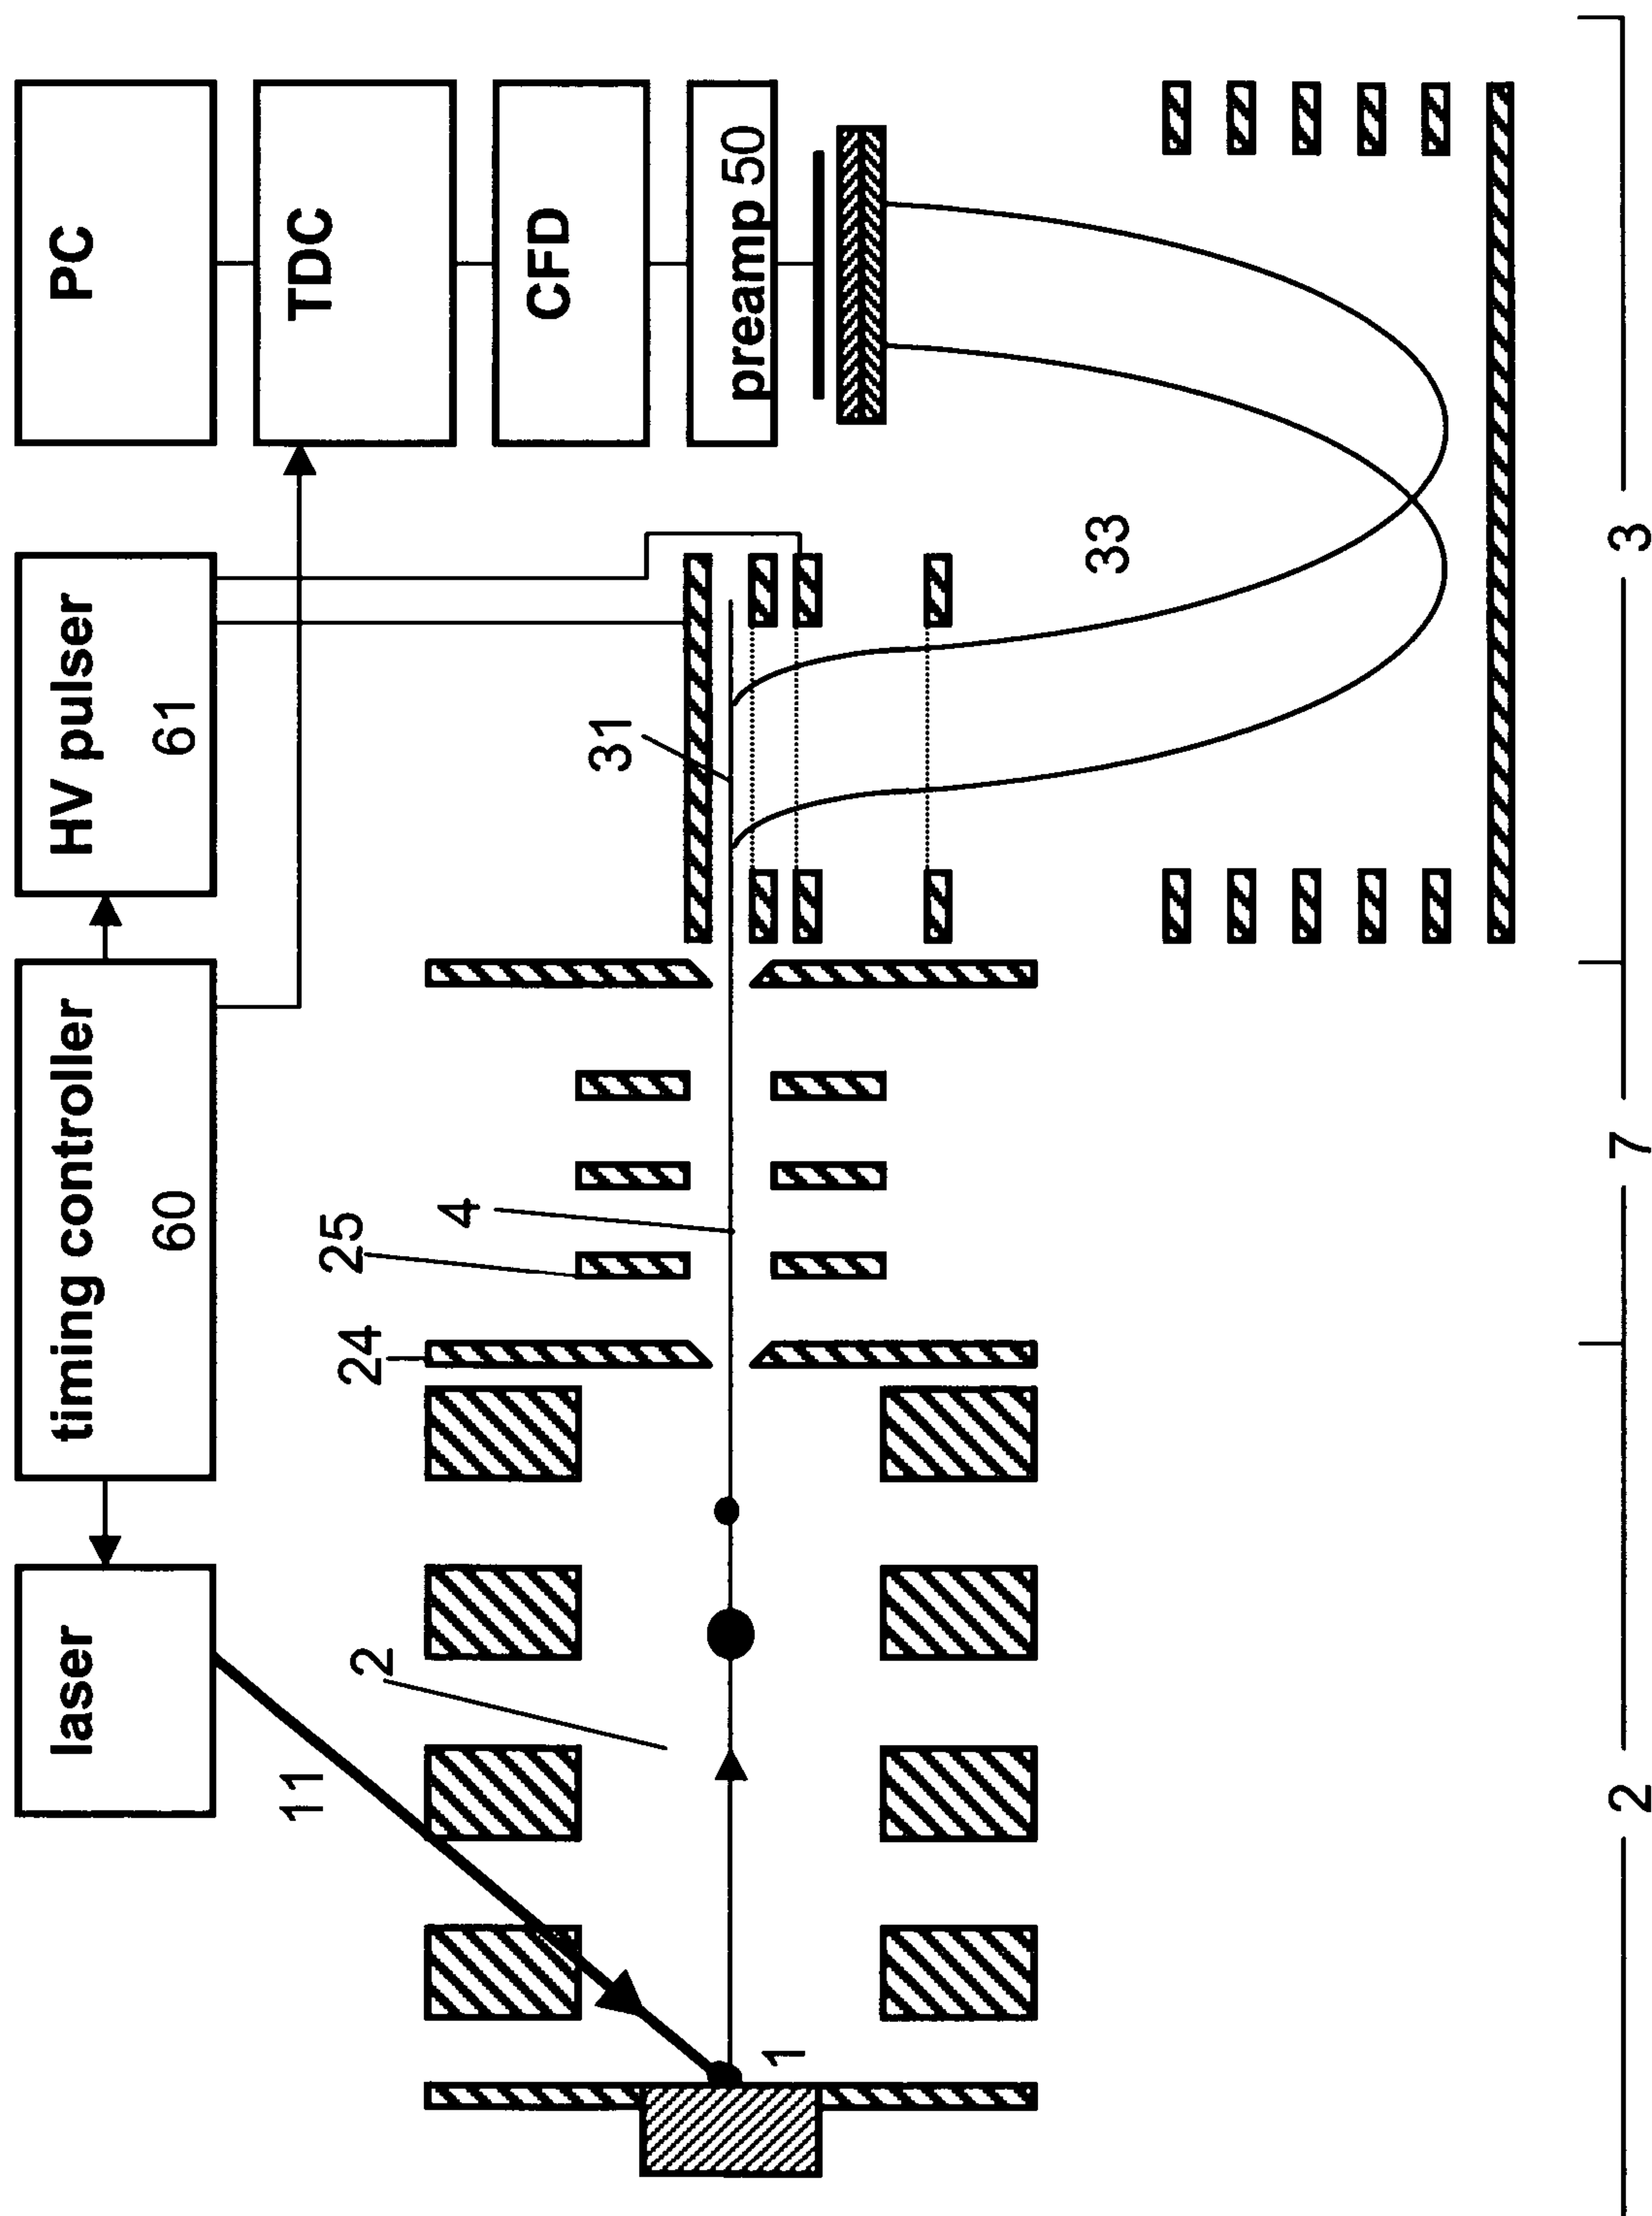 laser
timing controller
60
HV pulser
61
PC
TDC
CFD
preamp 50
11
2
24
25
4
31
33
1
2
7
3